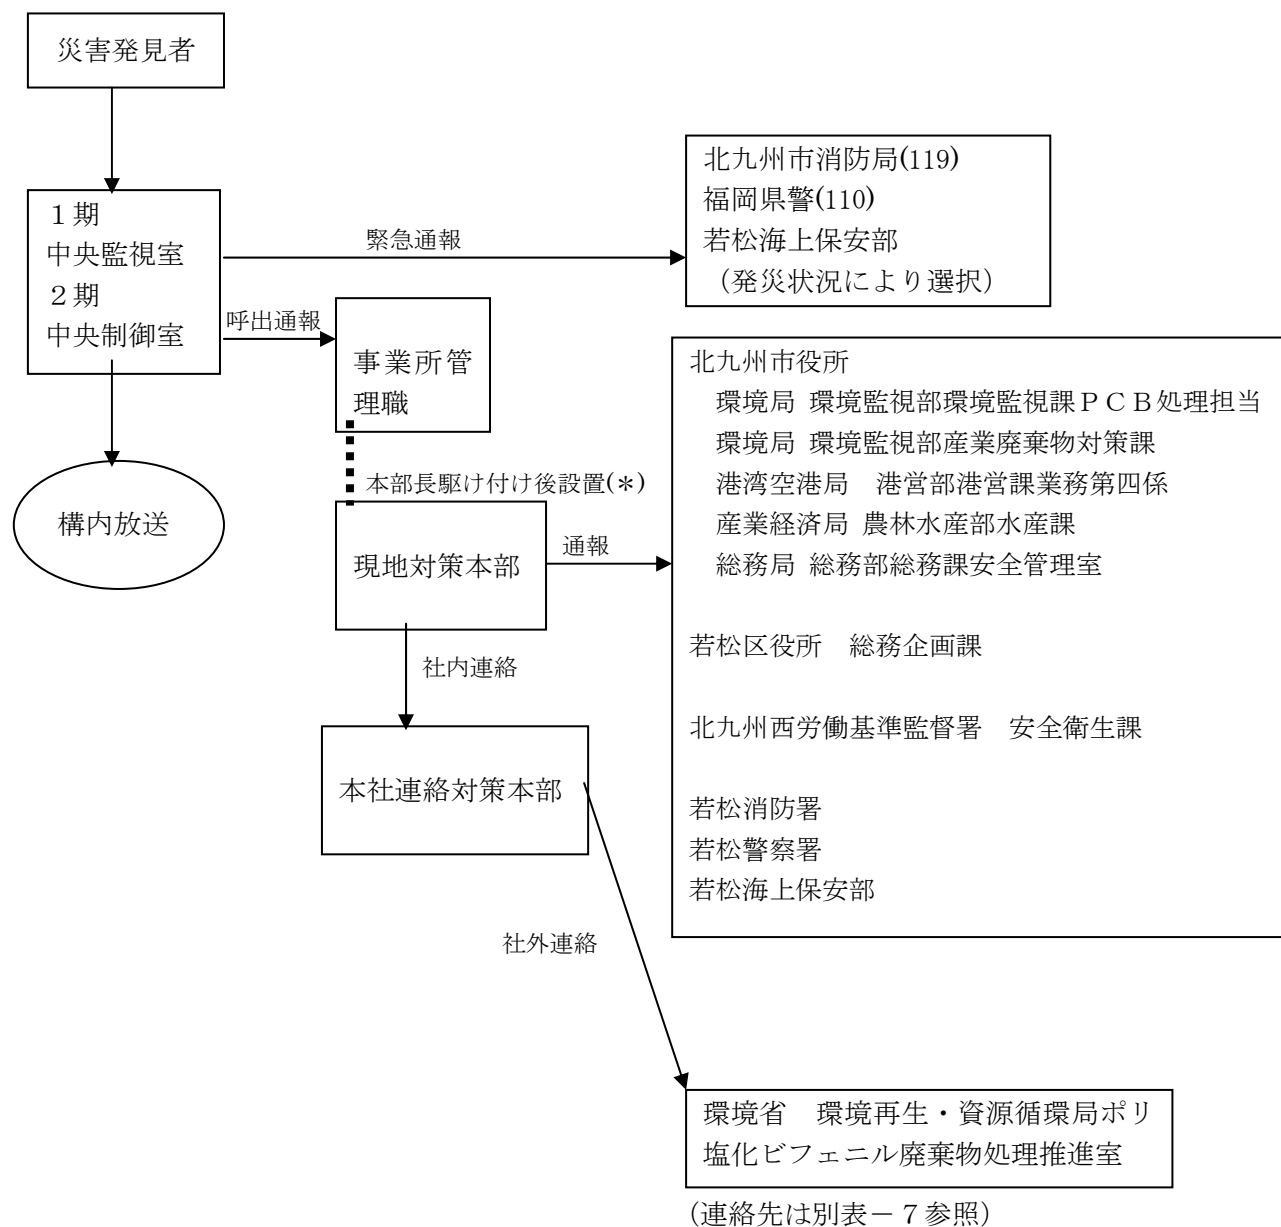 災害発見者
北九州市消防局(119)
福岡県警(110)
若松海上保安部
（発災状況により選択）
１期
中央監視室
２期
中央制御室
緊急通報
呼出通報
事業所管
理職
本部長駆け付け後設置(＊)
構内放送
現地対策本部
通報
北九州市役所
環境局 環境監視部環境監視課ＰＣＢ処理担当
環境局 環境監視部産業廃棄物対策課
港湾空港局　港営部港営課業務第四係
産業経済局 農林水産部水産課
総務局 総務部総務課安全管理室
若松区役所　総務企画課
北九州西労働基準監督署　安全衛生課
若松消防署
若松警察署
若松海上保安部
社内連絡
本社連絡対策本部
社外連絡
環境省　環境再生・資源循環局ポリ
塩化ビフェニル廃棄物処理推進室
(連絡先は別表－７参照）